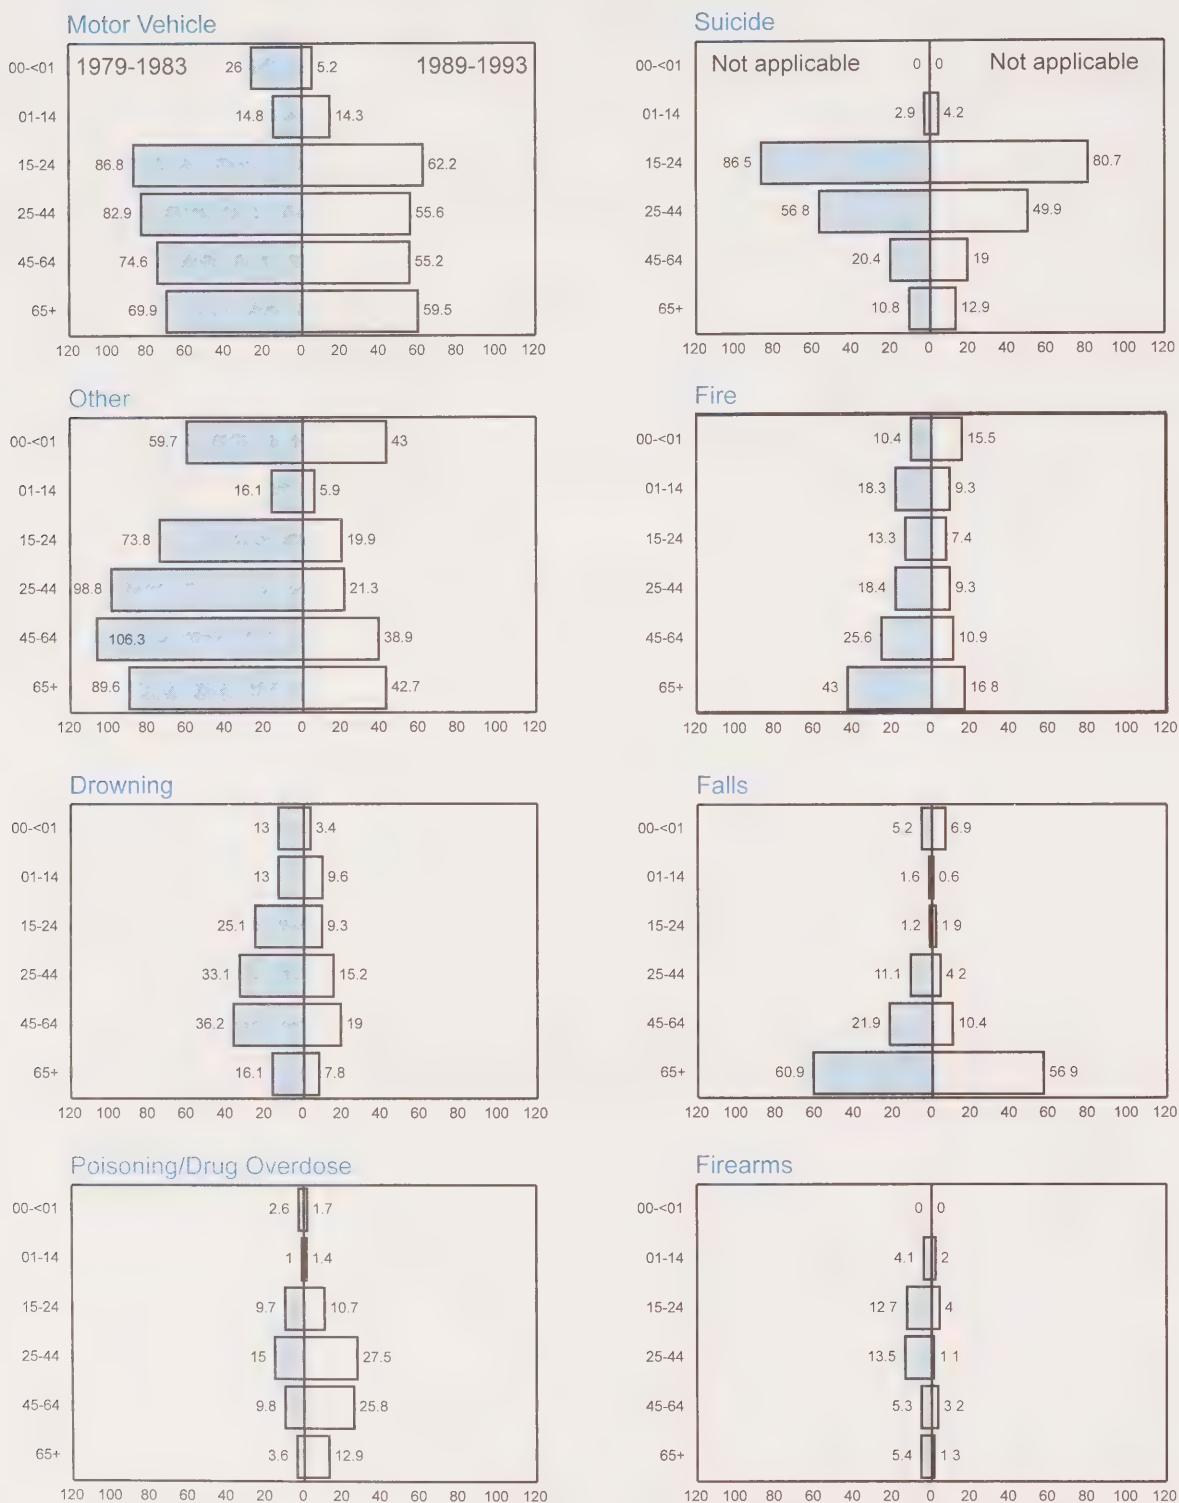 Motor Vehicle
120 100 80 60 40 20 0 20 40 60 80 100 120
1979-1983 1989-1993
00-<01 26 5.2
01-14 14.8 14.3
15-24 86.8 62.2
25-44 82.9 55.6
45-64 74.6 55.2
65+ 69.9 59.5
120 100 80 60 40 20 0 20 40 60 80 100 120
Suicide
Not applicable Not applicable
00-<01 0 0
01-14 2.9 4.2
15-24 86 5 80.7
25-44 56 8 49.9
45-64 20.4 19
65+ 10.8 12.9
120 100 80 60 40 20 0 20 40 60 80 100 120
Other
00-<01 59.7 43
01-14 16.1 5.9
15-24 73.8 19.9
25-44 98.8 21.3
45-64 106.3 38.9
65+ 89.6 42.7
120 100 80 60 40 20 0 20 40 60 80 100 120
Fire
00-<01 10.4 15.5
01-14 18.3 9.3
15-24 13.3 7.4
25-44 18.4 9.3
45-64 25.6 10.9
65+ 43 16 8
120 100 80 60 40 20 0 20 40 60 80 100 120
Drowning
00-<01 13 3.4
01-14 13 9.6
15-24 25.1 9.3
25-44 33.1 15.2
45-64 36.2 19
65+ 16.1 7.8
120 100 80 60 40 20 0 20 40 60 80 100 120
Falls
00-<01 5.2 6.9
01-14 1.6 0.6
15-24 1.2 1 9
25-44 11.1 4 2
45-64 21.9 10.4
65+ 60.9 56 9
120 100 80 60 40 20 0 20 40 60 80 100 120
Poisoning/Drug Overdose
00-<01 2.6 1.7
01-14 1 1.4
15-24 9.7 10.7
25-44 15 27.5
45-64 9.8 25.8
65+ 3.6 12.9
120 100 80 60 40 20 0 20 40 60 80 100 120
Firearms
00-<01 0 0
01-14 4.1 2
15-24 12 7 4
25-44 13.5 1 1
45-64 5.3 3 2
65+ 5.4 1 3
120 100 80 60 40 20 0 20 40 60 80 100 120